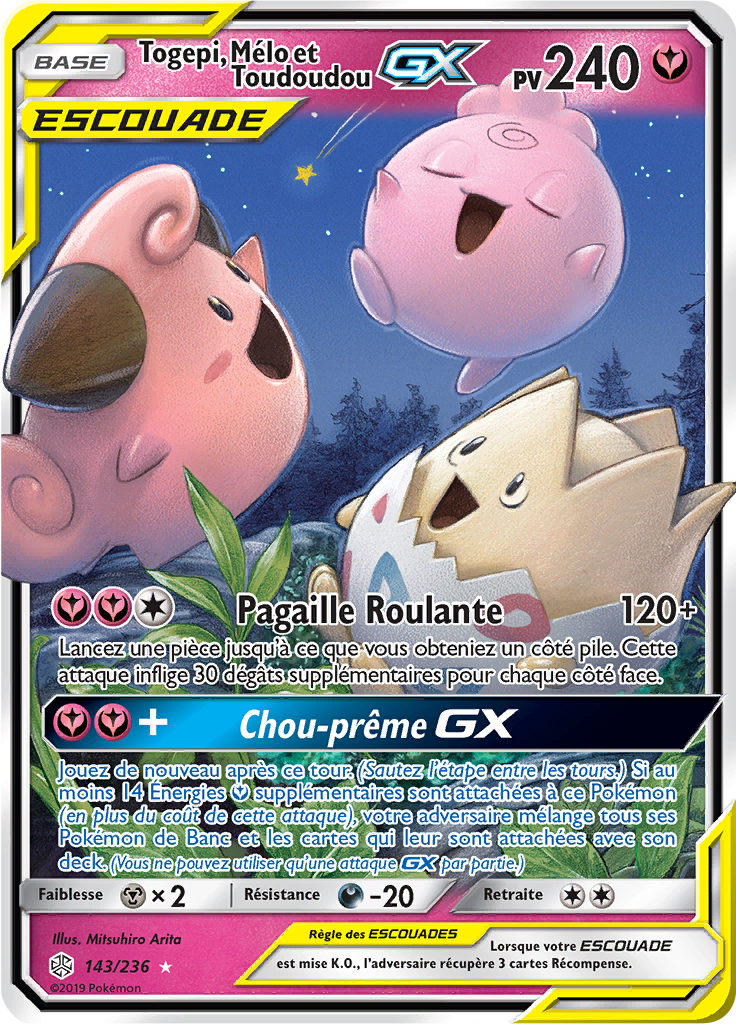 BASE
Togepi, Mélo et
Toudoudou GX
PV 240
ESCOUADE
Pagaille Roulante 120+
Lancez une pièce jusqu'à ce que vous obteniez un côté pile. Cette
attaque inflige 30 dégâts supplémentaires pour chaque côté face.
+ Chou-prême GX
Jouez de nouveau après ce tour. (Sautez l'étape entre les tours.) Si au
moins 14 Énergies supplémentaires sont attachées à ce Pokémon
(en plus du coût de cette attaque), votre adversaire mélange tous ses
Pokémon de Banc et les cartes qui leur sont attachées avec son
deck. (Vous ne pouvez utiliser qu'une attaque GX par partie.)
Faiblesse ×2 Résistance -20 Retraite
Illus. Mitsuhiro Arita
143/236
©2019 Pokémon
Règle des ESCOUADES
Lorsque votre ESCOUADE
est mise K.O., l'adversaire récupère 3 cartes Récompense.